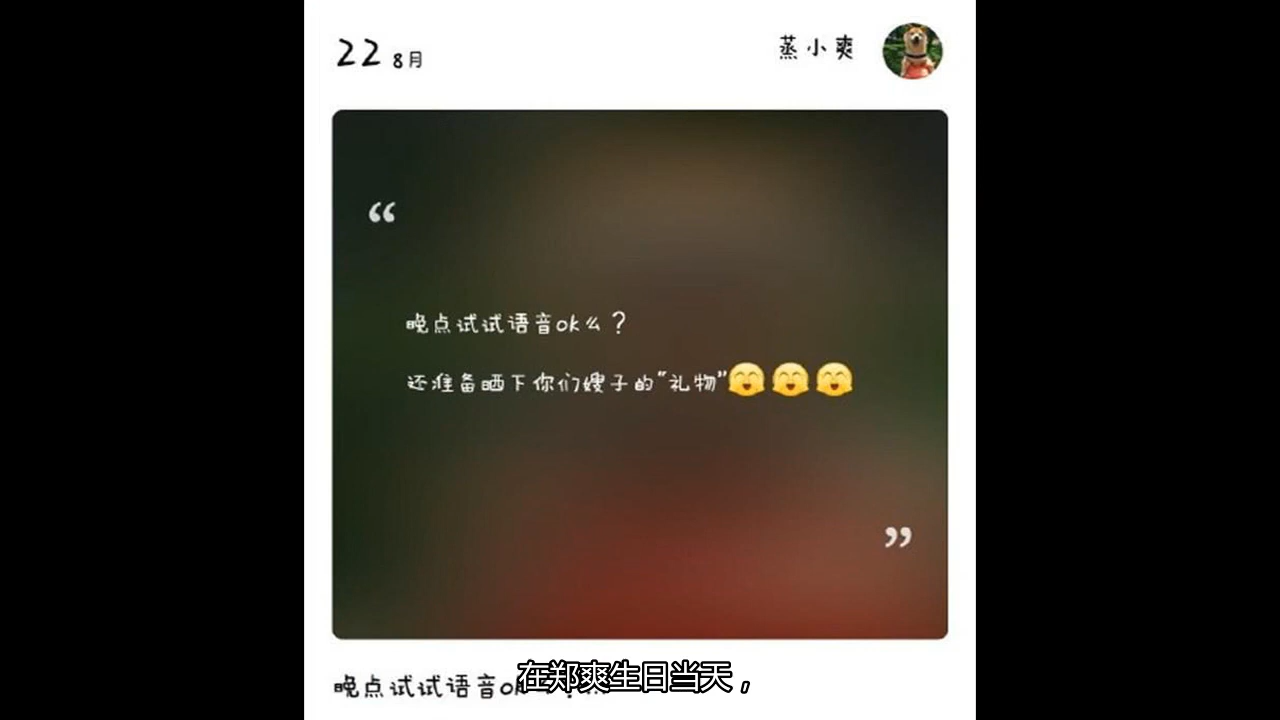 22 8月
蒸小爽
“
晚点试试语音ok么？
还准备晒下你们嫂子的"礼物"
”
晚点试试语音o
在郑爽生日当天，